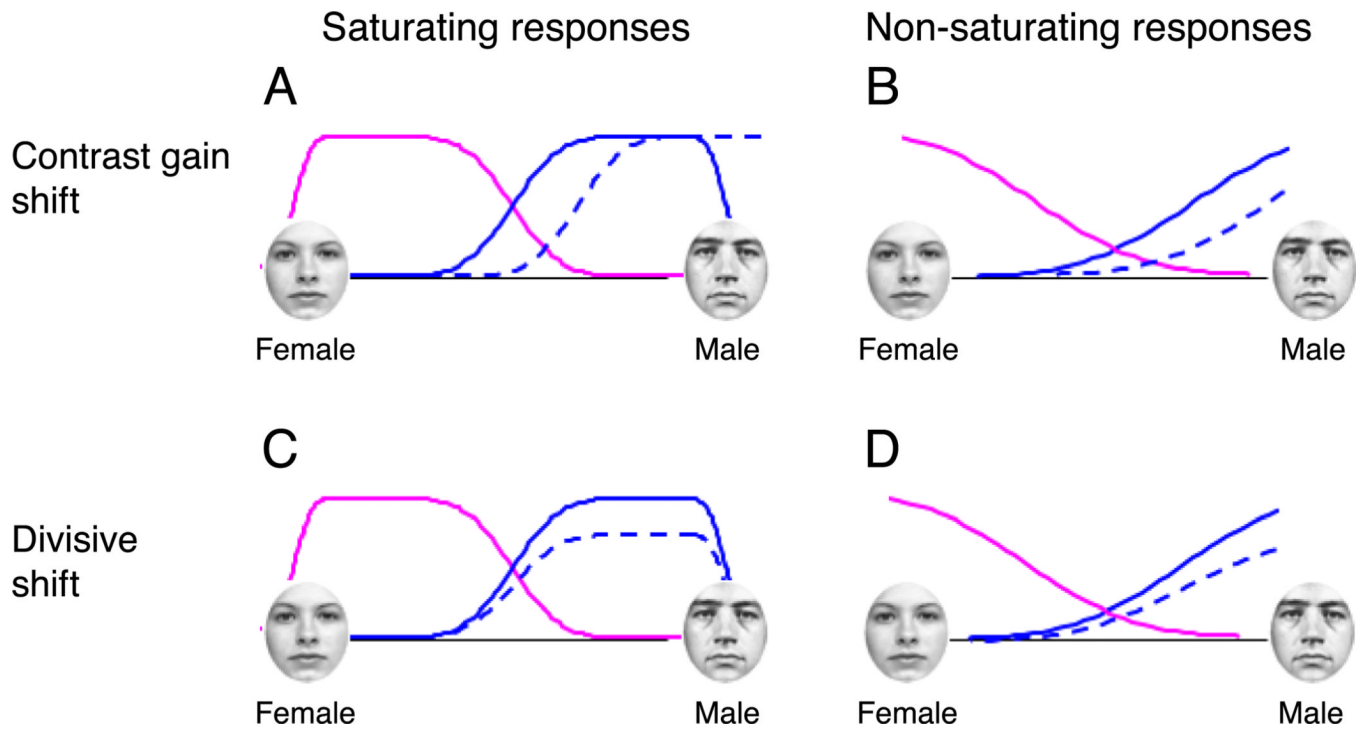 Saturating responses
Non-saturating responses
A
B
Contrast gain
shift
Female
Male
Female
Male
C
D
Divisive
shift
Female
Male
Female
Male